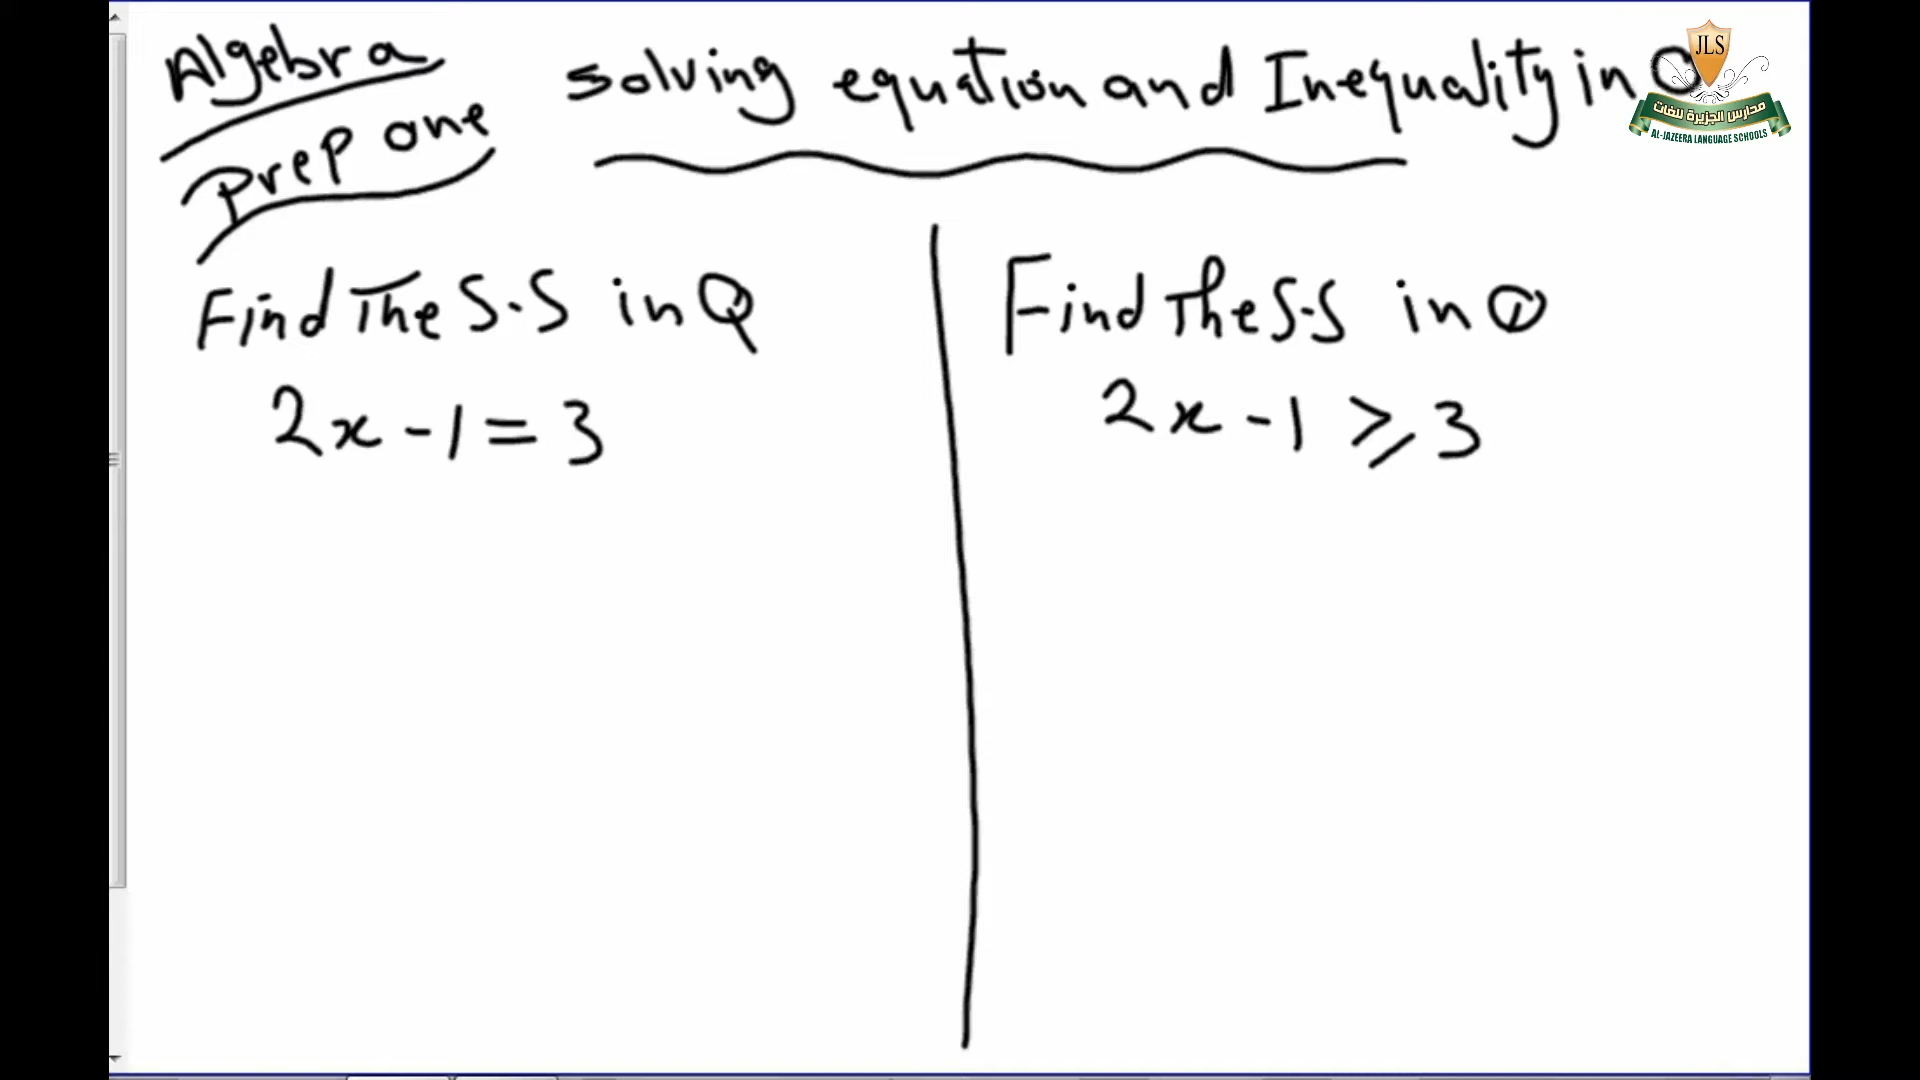 Algebra
Prep one
solving equation and Inequality in Q
JLS
مدارس الجزيرة للغات
AL-JAZEERA LANGUAGE SCHOOLS
Find The S.S in Q
2x - 1 = 3
Find The S.S in Q
2x - 1 ⩾ 3